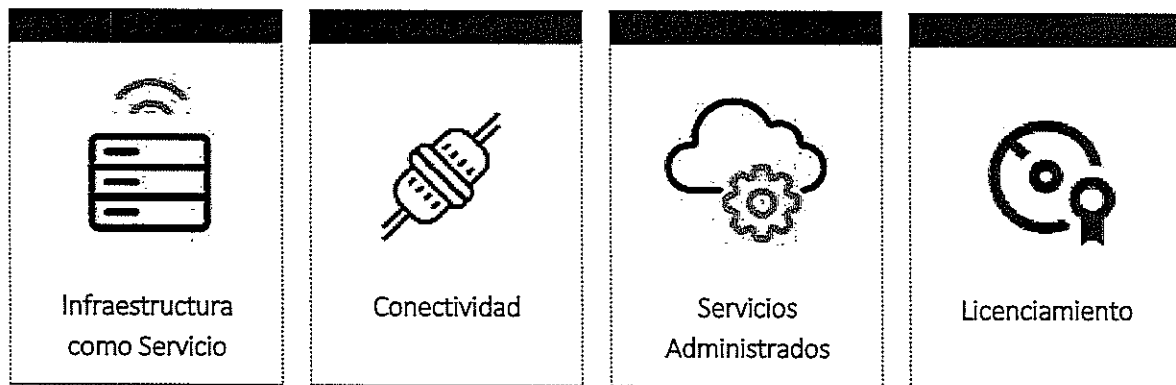 Infraestructura
como Servicio
Conectividad
Servicios
Administrados
Licenciamiento